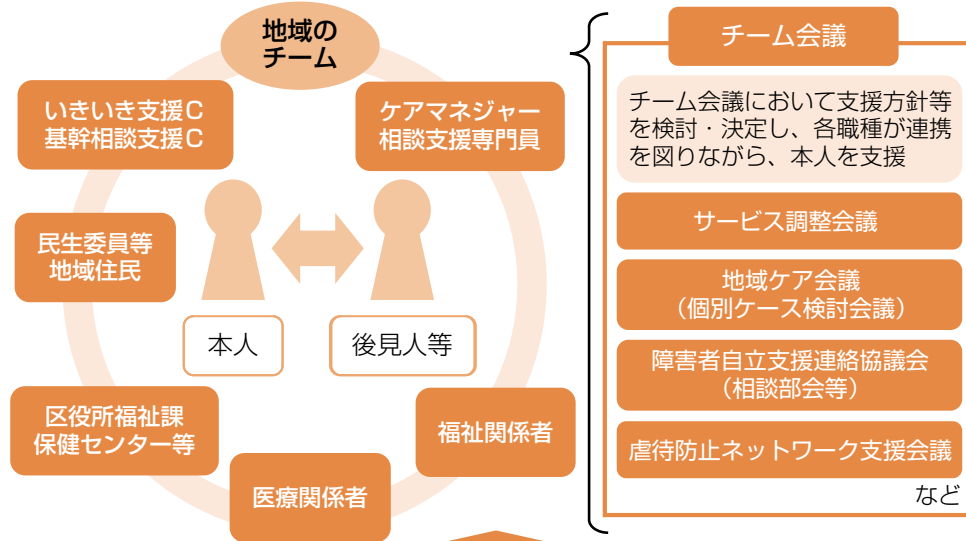 地域の
チーム
いきいき支援C
基幹相談支援C
ケアマネジャー
相談支援専門員
民生委員等
地域住民
本人
後見人等
区役所福祉課
保健センター等
福祉関係者
医療関係者
チーム会議
チーム会議において支援方針等
を検討・決定し、各職種が連携
を図りながら、本人を支援
サービス調整会議
地域ケア会議
（個別ケース検討会議）
障害者自立支援連絡協議会
（相談部会等）
虐待防止ネットワーク支援会議
など